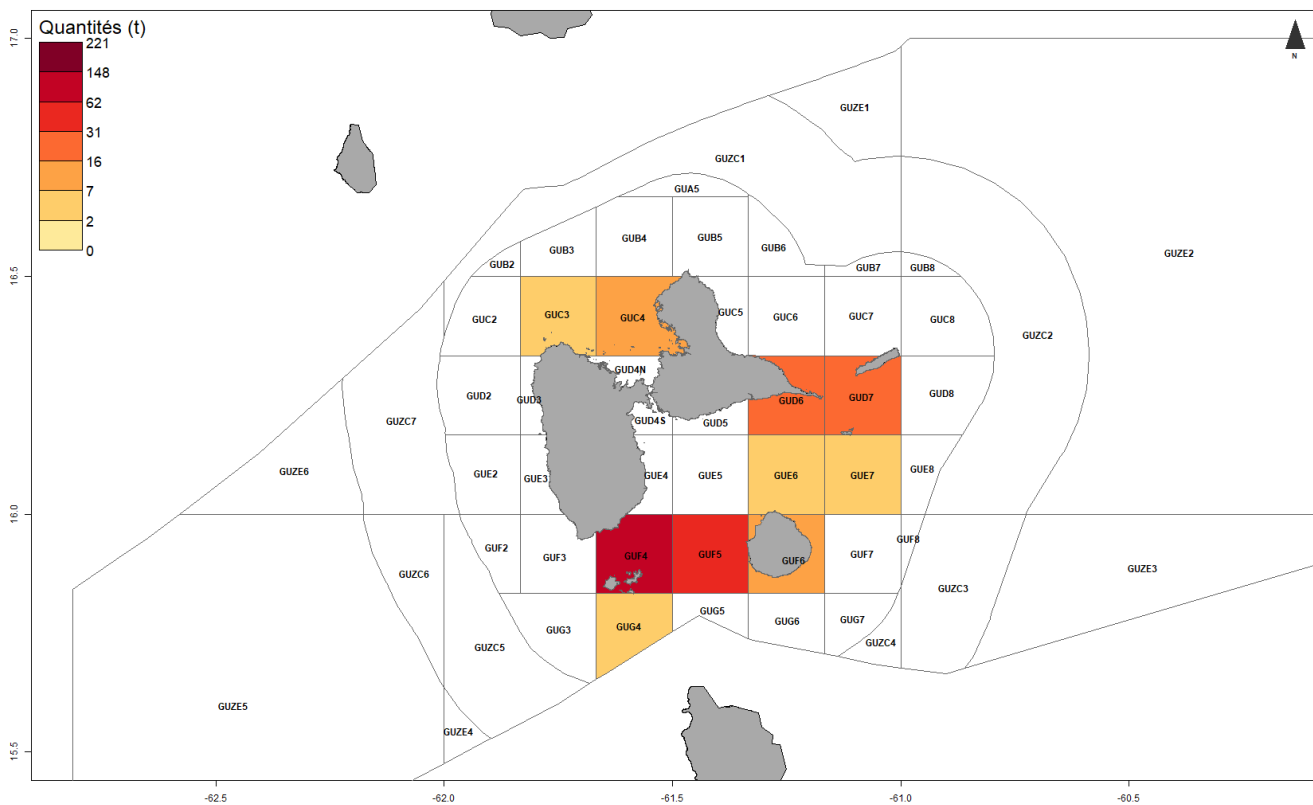 Quantités (t)
221
148
62
31
16
7
2
0
N
17.0
16.5
16.0
15.5
GUZE1
GUZC1
GUA5
GUB2
GUB3
GUB4
GUB5
GUB6
GUB7
GUB8
GUZE2
GUC2
GUC3
GUC4
GUC5
GUC6
GUC7
GUC8
GUZC2
GUD4N
GUZC7
GUD2
GUD3
GUD4S
GUD5
GUD6
GUD7
GUD8
GUZE6
GUE2
GUE3
GUE4
GUE5
GUE6
GUE7
GUE8
GUZC6
GUF2
GUF3
GUF4
GUF5
GUF6
GUF7
GUF8
GUZE3
GUZC3
GUZC5
GUG3
GUG4
GUG5
GUG6
GUG7
GUZC4
GUZE5
GUZE4
-62.5
-62.0
-61.5
-61.0
-60.5